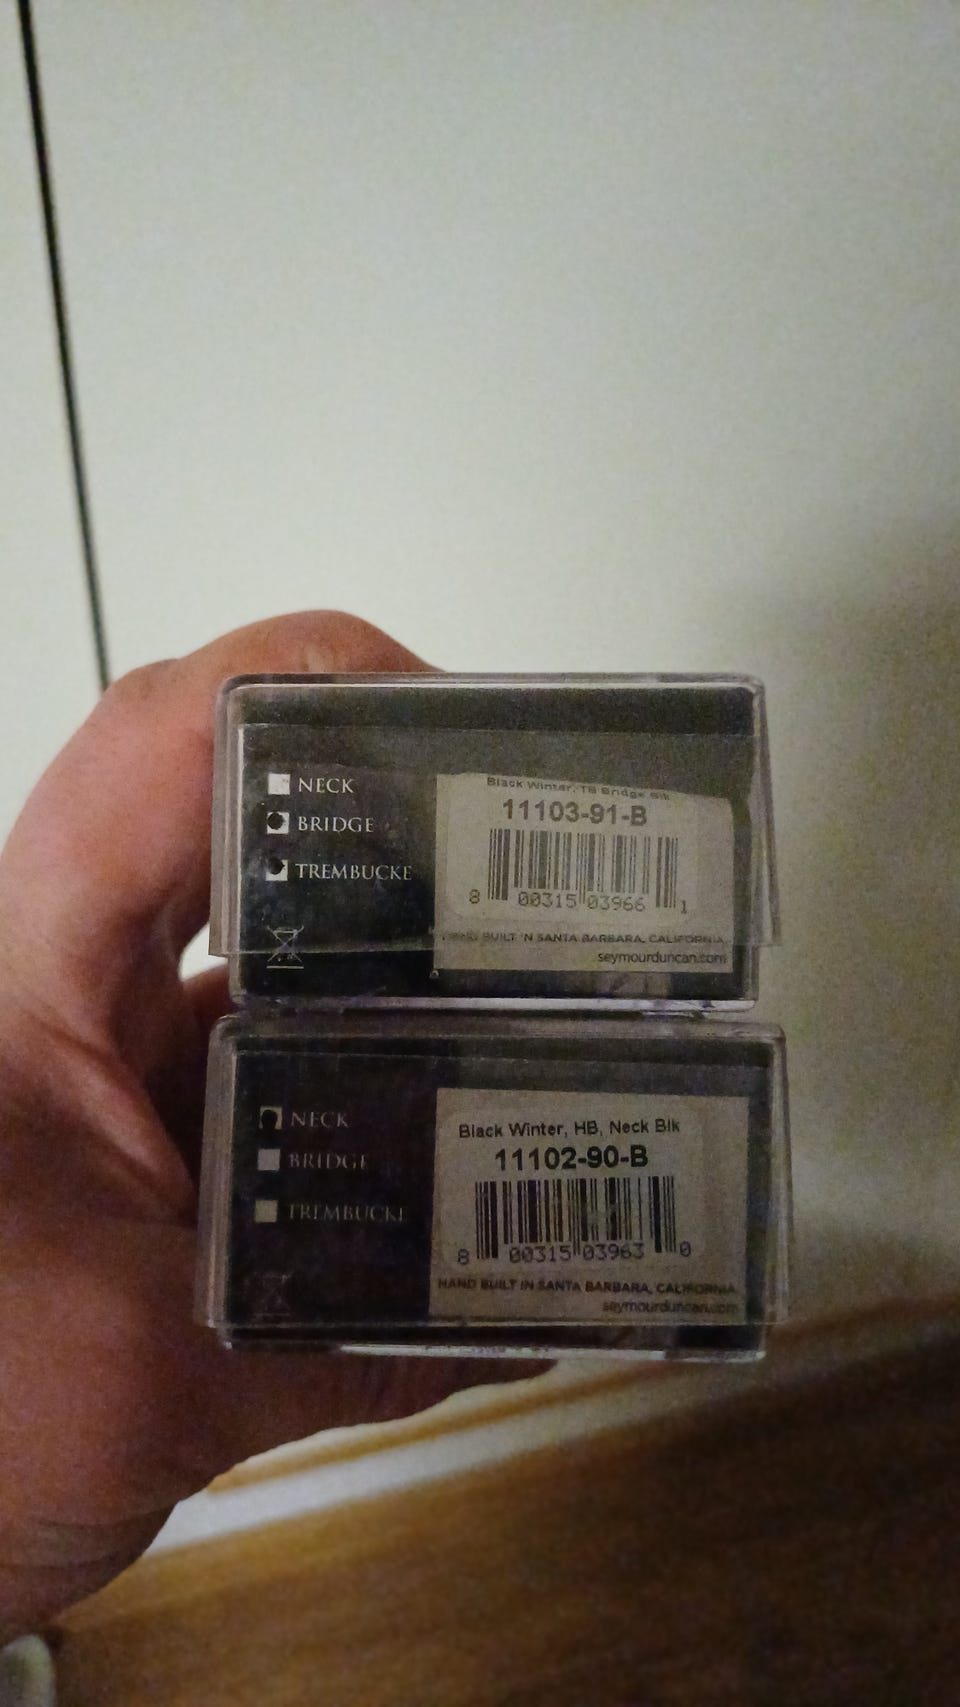 NECK
BRIDGE
TREMBUCKE
Black Winter, TB Bridge Blk
11103-91-B
8 00315 03966 1
HAND BUILT IN SANTA BARBARA, CALIFORNIA.
seymourduncan.com
NECK
BRIDGE
TREMBUCKE
Black Winter, HB, Neck Blk
11102-90-B
8 00315 03963 0
HAND BUILT IN SANTA BARBARA, CALIFORNIA.
seymourduncan.com